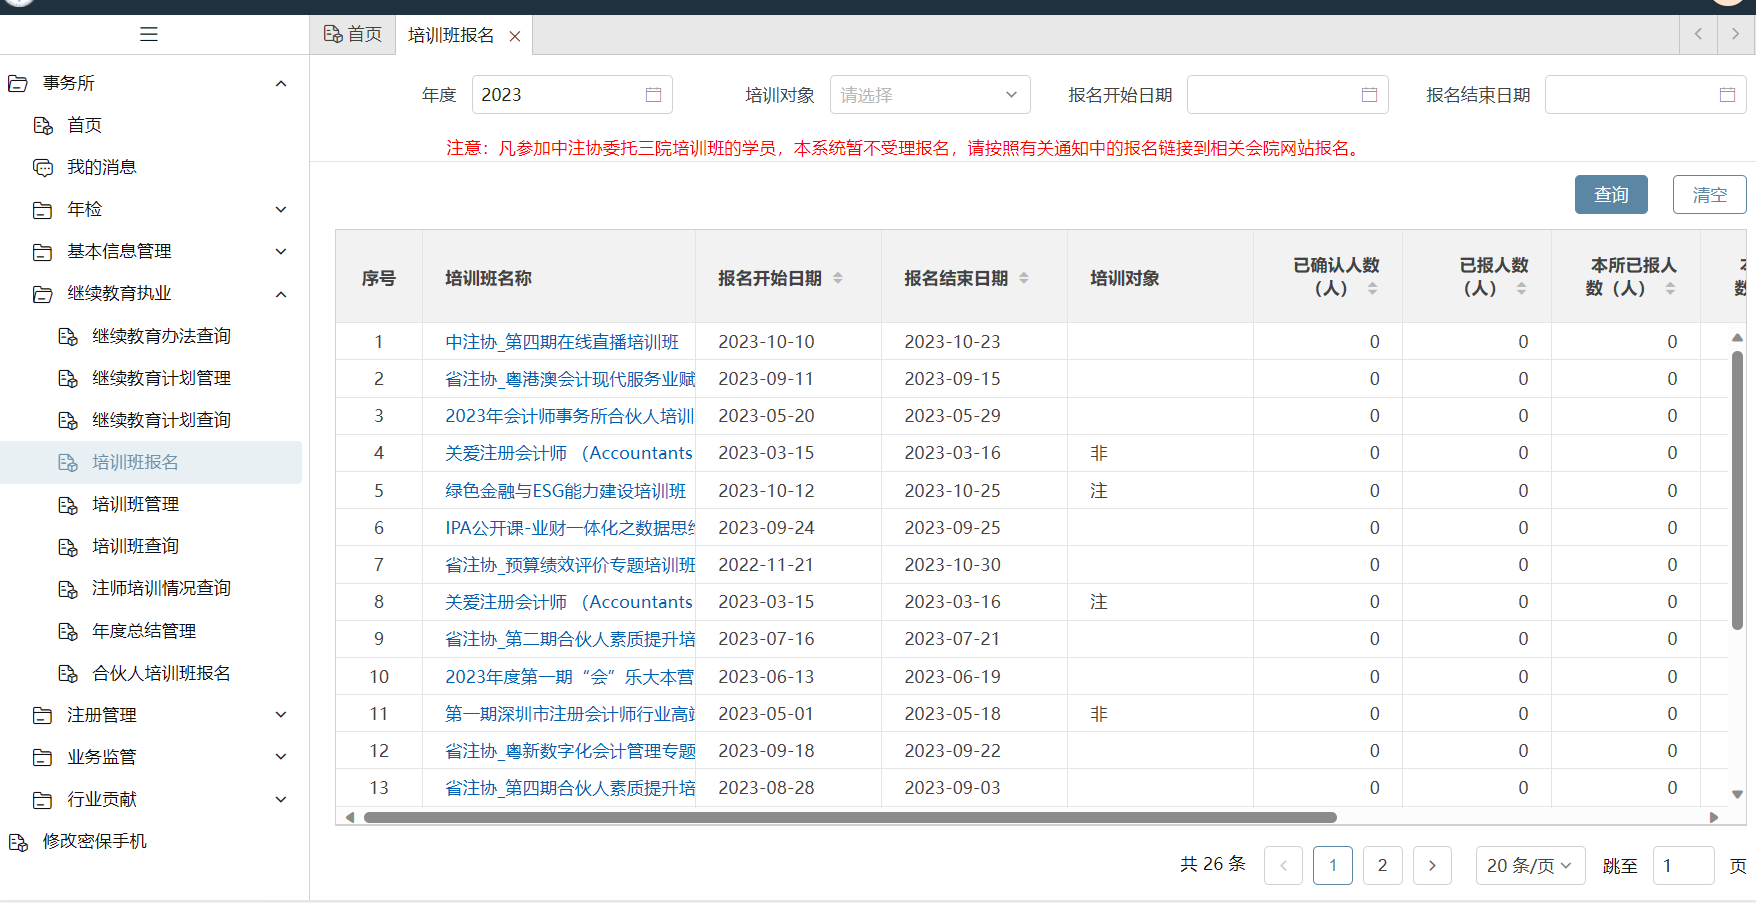 首页
培训班报名
事务所
首页
我的消息
年检
基本信息管理
继续教育执业
继续教育办法查询
继续教育计划管理
继续教育计划查询
培训班报名
培训班管理
培训班查询
注师培训情况查询
年度总结管理
合伙人培训班报名
注册管理
业务监管
行业贡献
修改密保手机
年度 2023 培训对象 请选择 报名开始日期 报名结束日期
注意：凡参加中注协委托三院培训班的学员，本系统暂不受理报名，请按照有关通知中的报名链接到相关会院网站报名。
查询 清空
序号 培训班名称 报名开始日期 报名结束日期 培训对象 已确认人数（人） 已报人数（人） 本所已报人数（人） 数
1 中注协_第四期在线直播培训班 2023-10-10 2023-10-23 0 0 0
2 省注协_粤港澳会计现代服务业赋 2023-09-11 2023-09-15 0 0 0
3 2023年会计师事务所合伙人培训 2023-05-20 2023-05-29 0 0 0
4 关爱注册会计师 （Accountants 2023-03-15 2023-03-16 非 0 0 0
5 绿色金融与ESG能力建设培训班 2023-10-12 2023-10-25 注 0 0 0
6 IPA公开课-业财一体化之数据思维 2023-09-24 2023-09-25 0 0 0
7 省注协_预算绩效评价专题培训班 2022-11-21 2023-10-30 0 0 0
8 关爱注册会计师 （Accountants 2023-03-15 2023-03-16 注 0 0 0
9 省注协_第二期合伙人素质提升培 2023-07-16 2023-07-21 0 0 0
10 2023年度第一期“会”乐大本营 2023-06-13 2023-06-19 0 0 0
11 第一期深圳市注册会计师行业高端 2023-05-01 2023-05-18 非 0 0 0
12 省注协_粤新数字化会计管理专题 2023-09-18 2023-09-22 0 0 0
13 省注协_第四期合伙人素质提升培 2023-08-28 2023-09-03 0 0 0
共 26 条 1 2 20 条/页 跳至 1 页